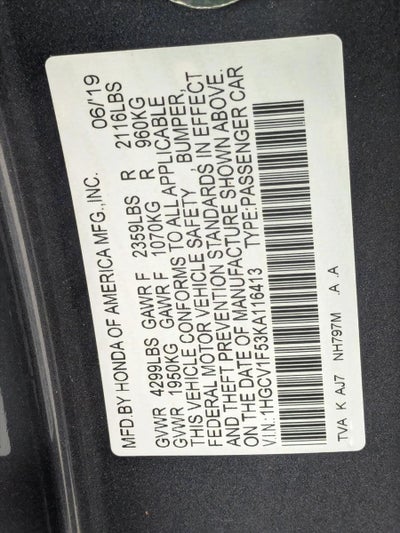 MFD.BY HONDA OF AMERICA MFG.,INC. 06/'19
GVWR 4299LBS GAWR F 2359LBS R 2116LBS
GVWR 1950KG GAWR F 1070KG R 960KG
THIS VEHICLE CONFORMS TO ALL APPLICABLE
FEDERAL MOTOR VEHICLE SAFETY, BUMPER,
AND THEFT PREVENTION STANDARDS IN EFFECT
ON THE DATE OF MANUFACTURE SHOWN ABOVE.
V.I.N:1HGCV1F53KA116413 TYPE:PASSENGER CAR
TVA K AJ7 NH797M .A .A